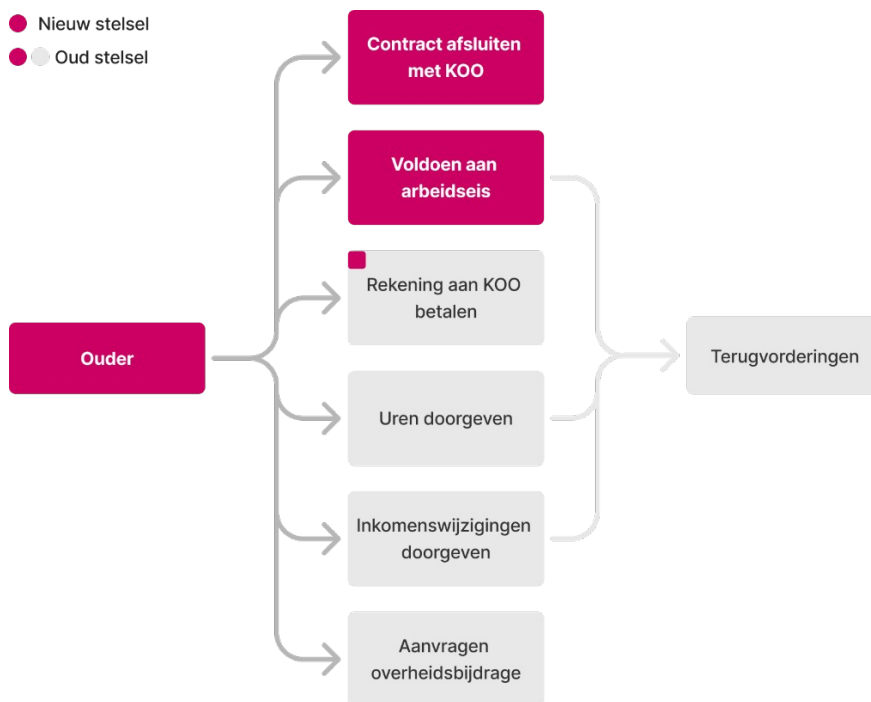 Nieuw stelsel
Oud stelsel
Contract afsluiten
met KOO
Voldoen aan
arbeidseis
Rekening aan KOO
betalen
Ouder
Terugvorderingen
Uren doorgeven
Inkomenswijzigingen
doorgeven
Aanvragen
overheidsbijdrage